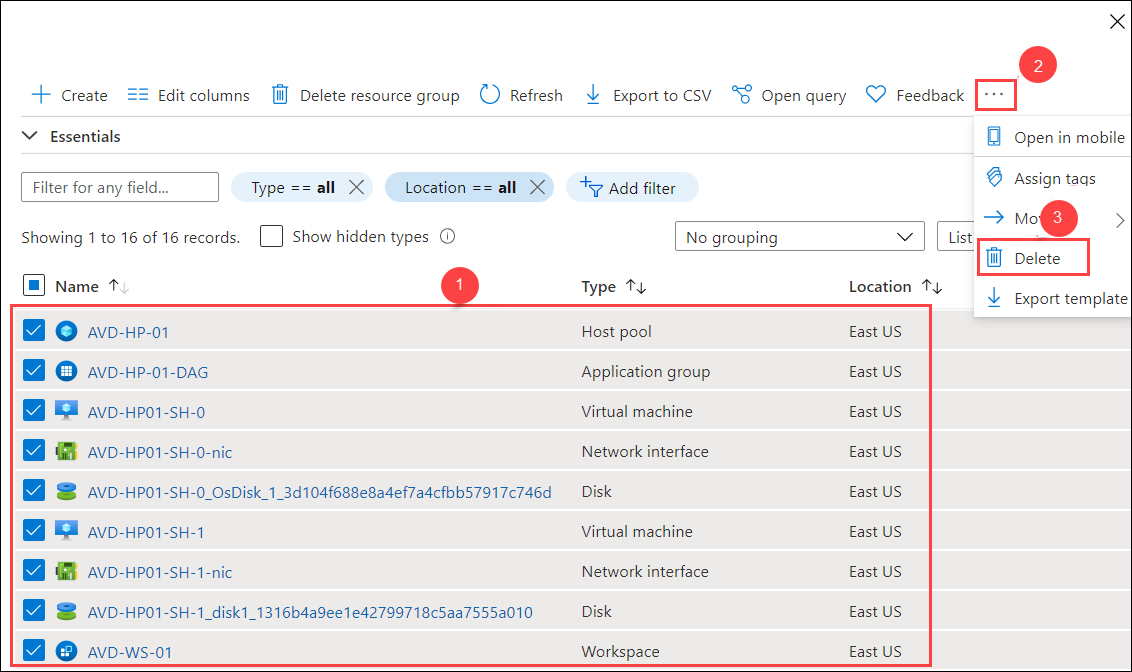 2
Create Edit columns Delete resource group Refresh Export to CSV Open query Feedback ...
Essentials
Open in mobile
Filter for any field... Type == all Location == all Add filter
Assign tags
Showing 1 to 16 of 16 records. Show hidden types No grouping List
3
Delete
Name 1 Type Location
Export template
AVD-HP-01 Host pool East US
AVD-HP-01-DAG Application group East US
AVD-HP01-SH-0 Virtual machine East US
AVD-HP01-SH-0-nic Network interface East US
AVD-HP01-SH-0_OsDisk_1_3d104f688e8a4ef7a4cfbb57917c746d Disk East US
AVD-HP01-SH-1 Virtual machine East US
AVD-HP01-SH-1-nic Network interface East US
AVD-HP01-SH-1_disk1_1316b4a9ee1e42799718c5aa7555a010 Disk East US
AVD-WS-01 Workspace East US